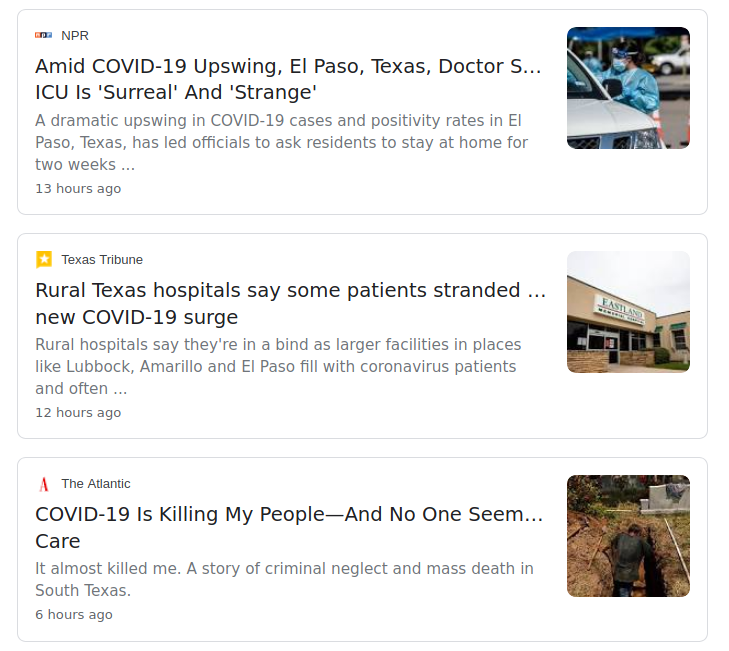 NPR
Amid COVID-19 Upswing, El Paso, Texas, Doctor S...
ICU Is 'Surreal' And 'Strange'
A dramatic upswing in COVID-19 cases and positivity rates in El
Paso, Texas, has led officials to ask residents to stay at home for
two weeks ...
13 hours ago
Texas Tribune
Rural Texas hospitals say some patients stranded ...
new COVID-19 surge
EASTLAND
MEMORIAL HOSPITAL
Rural hospitals say they're in a bind as larger facilities in places
like Lubbock, Amarillo and El Paso fill with coronavirus patients
and often ...
12 hours ago
The Atlantic
COVID-19 Is Killing My People—And No One Seem...
Care
It almost killed me. A story of criminal neglect and mass death in
South Texas.
6 hours ago